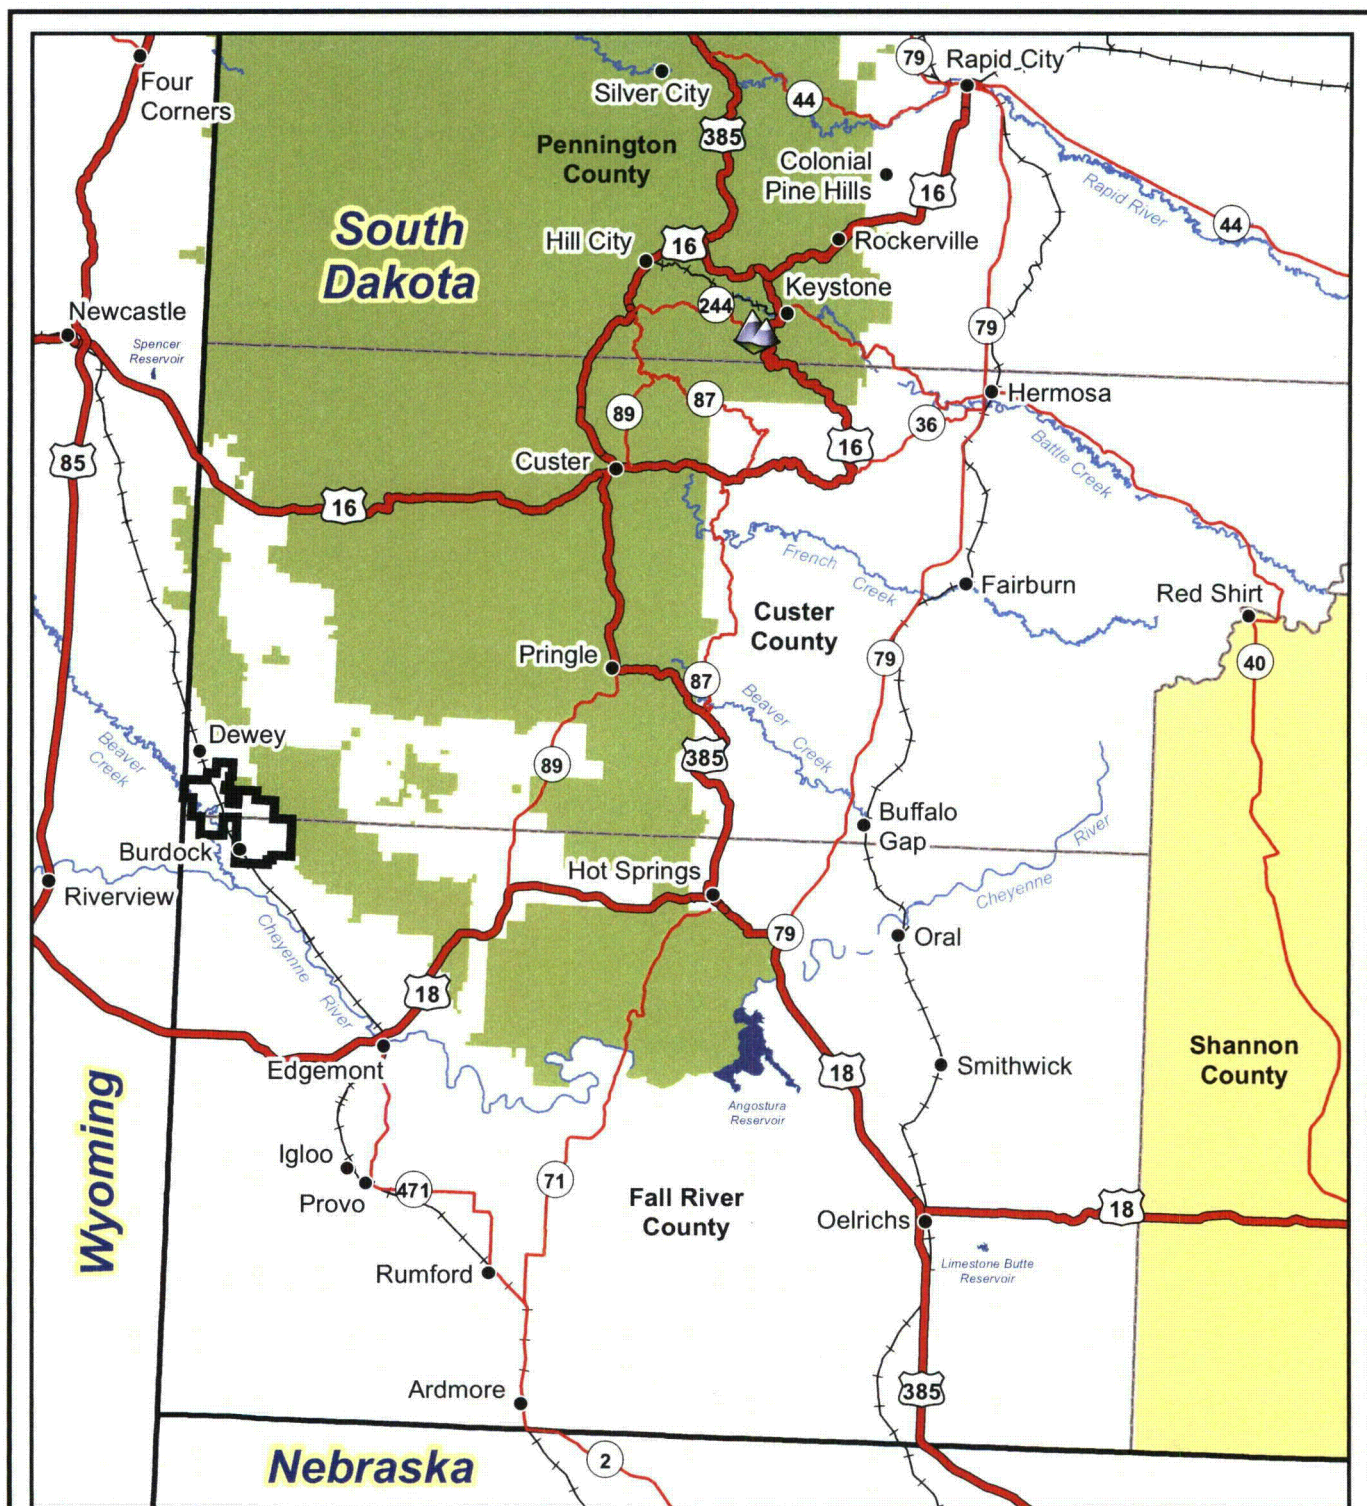 Four
Corners
Silver City
79
Rapid City
44
385
Pennington
County
Colonial
Pine Hills
16
Rapid River
44
South
Dakota
Hill City
16
Rockerville
Keystone
244
Newcastle
Spencer
Reservoir
79
Hermosa
89
87
36
16
Battle Creek
85
Custer
16
French
Creek
Fairburn
Red Shirt
Custer
County
Pringle
87
79
40
Beaver
Creek
Dewey
Beaver
Creek
89
385
Buffalo
Gap
River
Burdock
Hot Springs
Riverview
Cheyenne
Cheyenne
River
79
Oral
18
Edgemont
18
Smithwick
Shannon
County
Angostura
Reservoir
Wyoming
Igloo
Provo
471
71
Fall River
County
Oelrichs
18
Rumford
Limestone Butte
Reservoir
Ardmore
385
Nebraska
2